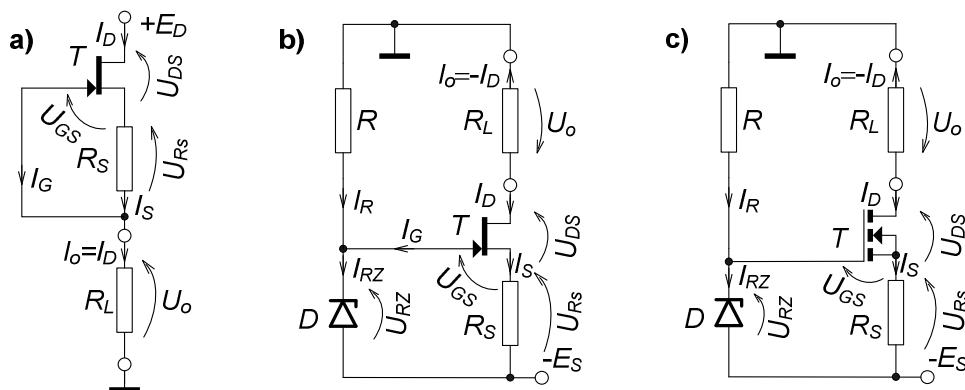 a)
+E_D
I_D
T
U_DS
U_GS
R_S
U_Rs
I_G
I_S
I_o=I_D
R_L
U_o
b)
I_o=-I_D
R
R_L
U_o
I_R
I_D
I_G
T
U_DS
I_RZ
U_GS
I_S
D
U_RZ
R_S
U_Rs
-E_S
c)
I_o=-I_D
R
R_L
U_o
I_R
I_D
T
U_DS
I_RZ
U_GS
I_S
D
U_RZ
R_S
U_Rs
-E_S